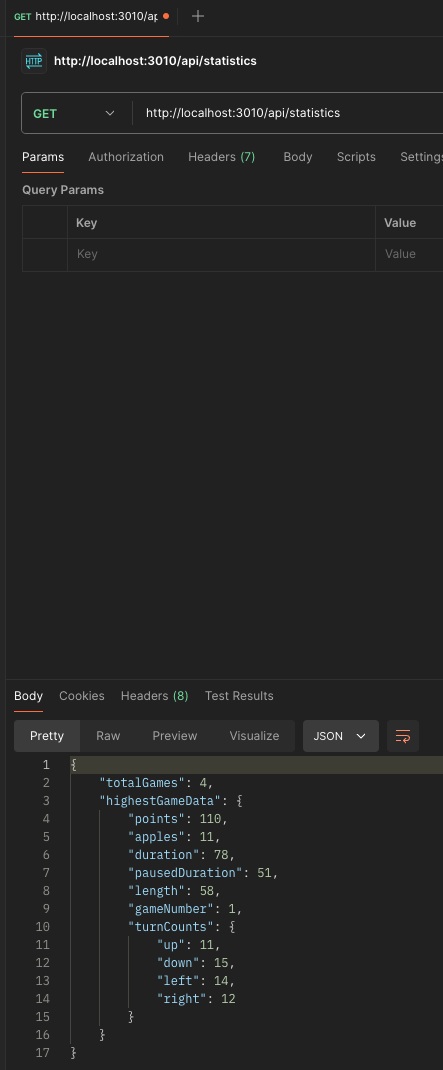 GET http://localhost:3010/ap
HTTP http://localhost:3010/api/statistics
GET http://localhost:3010/api/statistics
Params Authorization Headers (7) Body Scripts Settings
Query Params
Key Value
Key Value
Body Cookies Headers (8) Test Results
Pretty Raw Preview Visualize JSON
1 {
2 "totalGames": 4,
3 "highestGameData": {
4 "points": 110,
5 "apples": 11,
6 "duration": 78,
7 "pausedDuration": 51,
8 "length": 58,
9 "gameNumber": 1,
10 "turnCounts": {
11 "up": 11,
12 "down": 15,
13 "left": 14,
14 "right": 12
15 }
16 }
17 }